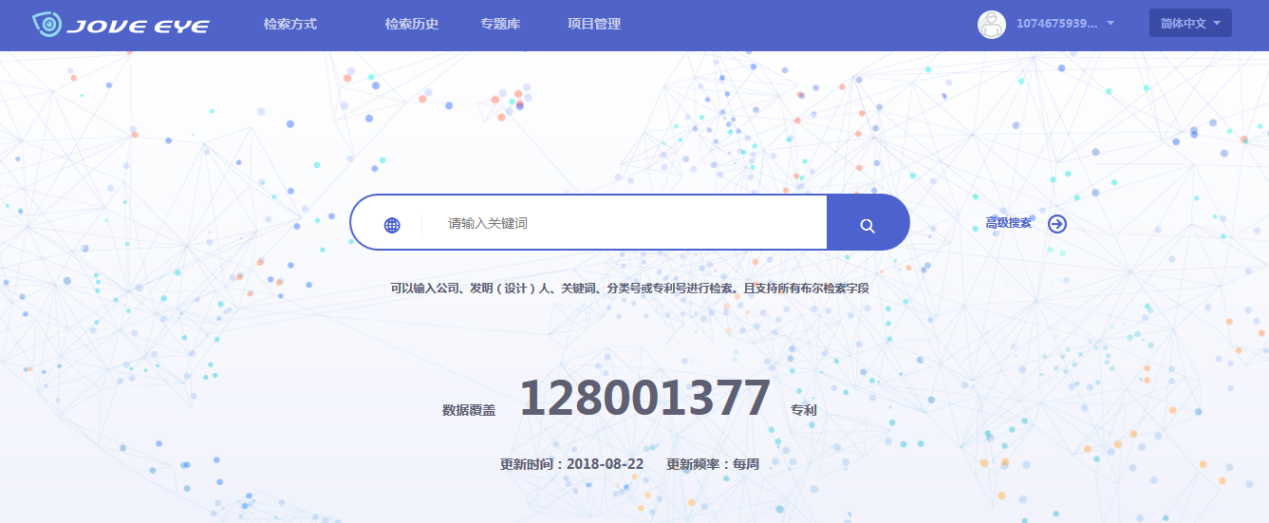 JOVE EYE 检索方式 检索历史 专题库 项目管理 1074675939... 简体中文
请输入关键词 高级搜索
可以输入公司、发明（设计）人、关键词、分类号或专利号进行检索。且支持所有布尔检索字段
数据覆盖 128001377 专利
更新时间：2018-08-22 更新频率：每周